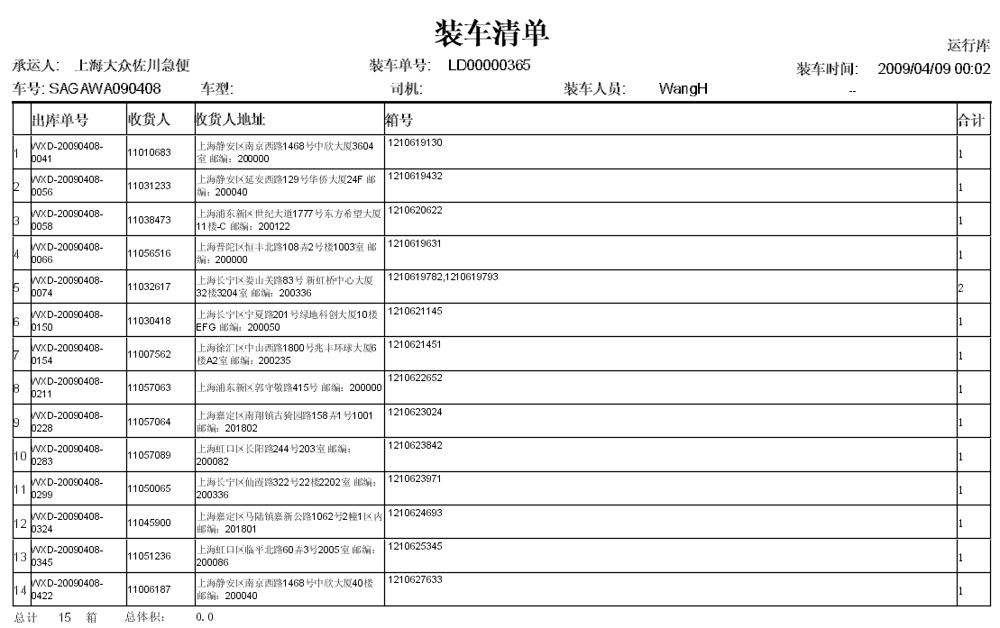 装车清单
运行库
承运人: 上海大众佐川急便 装车单号: LD00000365 装车时间: 2009/04/09 00:02
车号: SAGAWA090408 车型: 司机: 装车人员: WangH --
出库单号 收货人 收货人地址 箱号 合计
1 WXD-20090408-0041 11010683 上海静安区南京西路1468号中欣大厦3604室 邮编：200000 1210619130 1
2 WXD-20090408-0056 11031233 上海静安区延安西路129号华侨大厦24F 邮编：200040 1210619432 1
3 WXD-20090408-0058 11038473 上海浦东新区世纪大道1777号东方希望大厦11楼-C 邮编：200122 1210620622 1
4 WXD-20090408-0066 11056516 上海普陀区恒丰北路108弄2号楼1003室 邮编：200000 1210619631 1
5 WXD-20090408-0074 11032617 上海长宁区娄山关路83号 新虹桥中心大厦32楼3204室 邮编：200336 1210619782,1210619793 2
6 WXD-20090408-0150 11030418 上海长宁区宁夏路201号绿地科创大厦10楼EFG 邮编：200050 1210621145 1
7 WXD-20090408-0154 11007562 上海徐汇区中山西路1800号兆丰环球大厦6楼A2室 邮编：200235 1210621451 1
8 WXD-20090408-0211 11057063 上海浦东新区郭守敬路415号 邮编：200000 1210622652 1
9 WXD-20090408-0228 11057064 上海嘉定区南翔镇古猗园路158弄1号1001 邮编：201802 1210623024 1
10 WXD-20090408-0283 11057089 上海虹口区长阳路244号203室 邮编：200082 1210623842 1
11 WXD-20090408-0299 11050065 上海长宁区仙霞路322号22楼2202室 邮编：200336 1210623971 1
12 WXD-20090408-0324 11045900 上海嘉定区马陆镇嘉新公路1062号2幢1区内 邮编：201801 1210624693 1
13 WXD-20090408-0345 11051236 上海虹口区临平北路60弄3号2005室 邮编：200086 1210625345 1
14 WXD-20090408-0422 11006187 上海静安区南京西路1468号中欣大厦40楼 邮编：200040 1210627633 1
总计 15 箱 总体积： 0.0